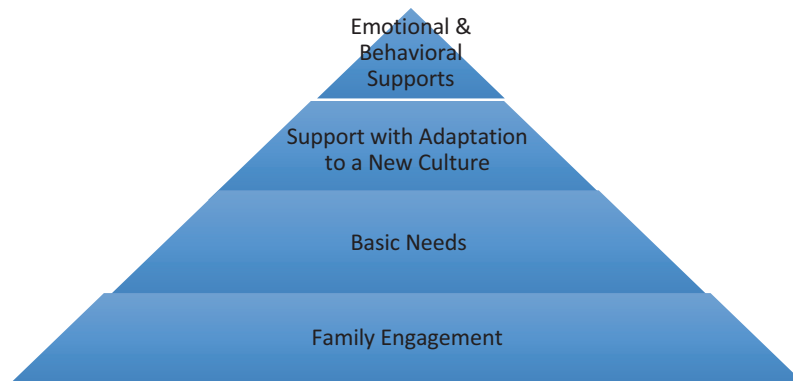 Emotional &
Behavioral
Supports
Support with Adaptation
to a New Culture
Basic Needs
Family Engagement